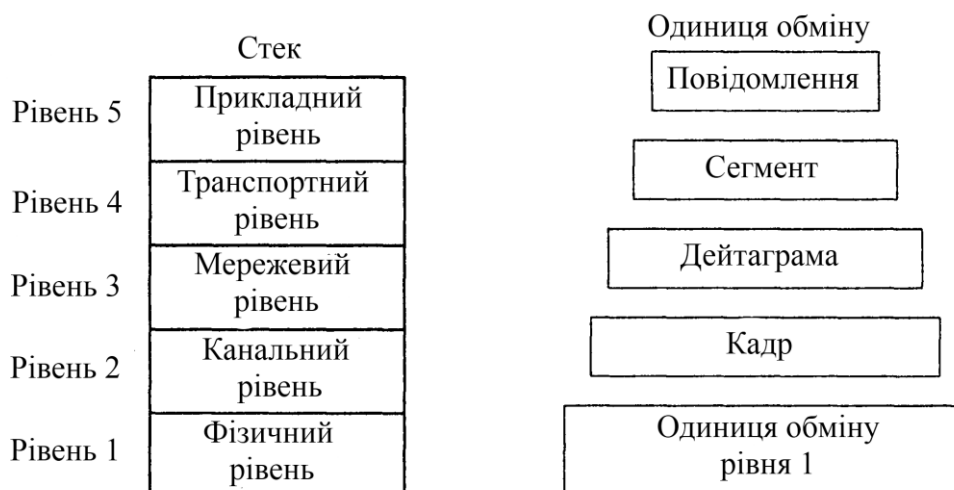 Стек
Одиниця обміну
Рівень 5
Прикладний
рівень
Повідомлення
Рівень 4
Транспортний
рівень
Сегмент
Рівень 3
Мережевий
рівень
Дейтаграма
Рівень 2
Канальний
рівень
Кадр
Рівень 1
Фізичний
рівень
Одиниця обміну
рівня 1